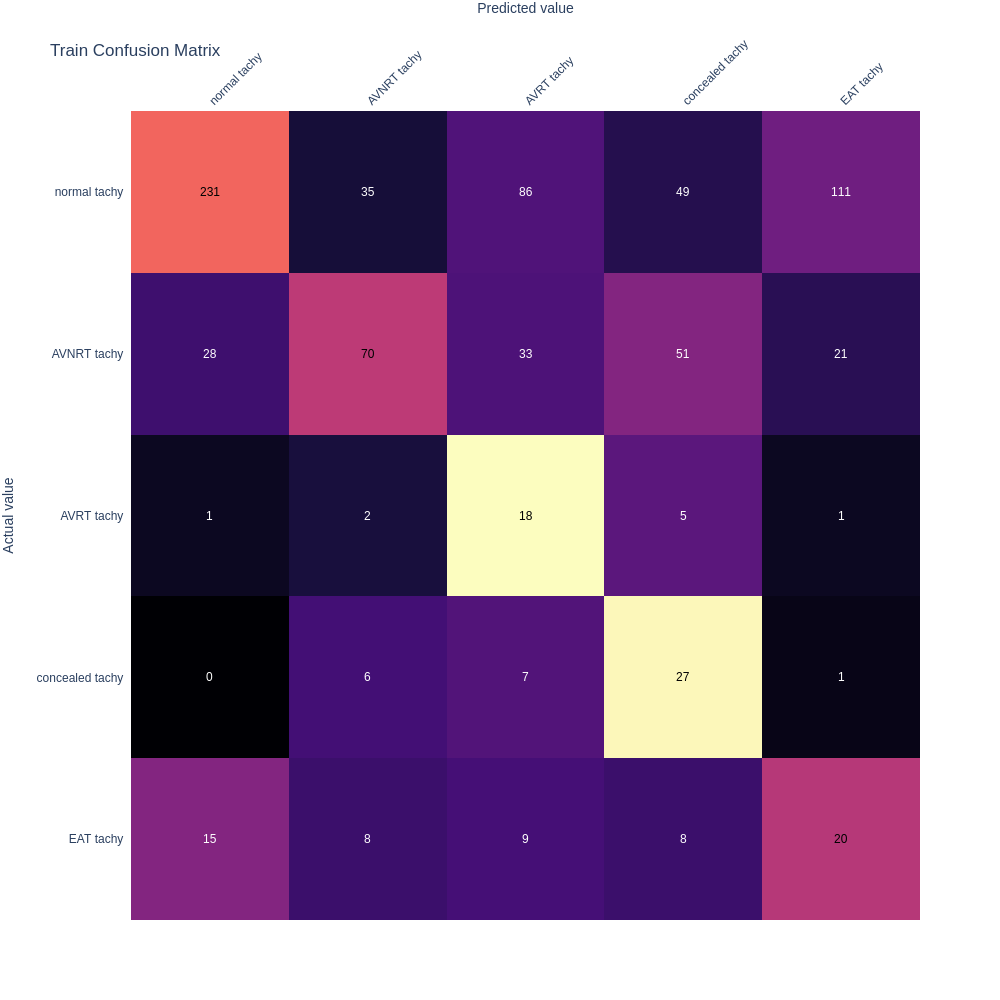 Predicted value
Train Confusion Matrix
normal tachy AVNRT tachy AVRT tachy concealed tachy EAT tachy
normal tachy 231 35 86 49 111
AVNRT tachy 28 70 33 51 21
Actual value
AVRT tachy 1 2 18 5 1
concealed tachy 0 6 7 27 1
EAT tachy 15 8 9 8 20